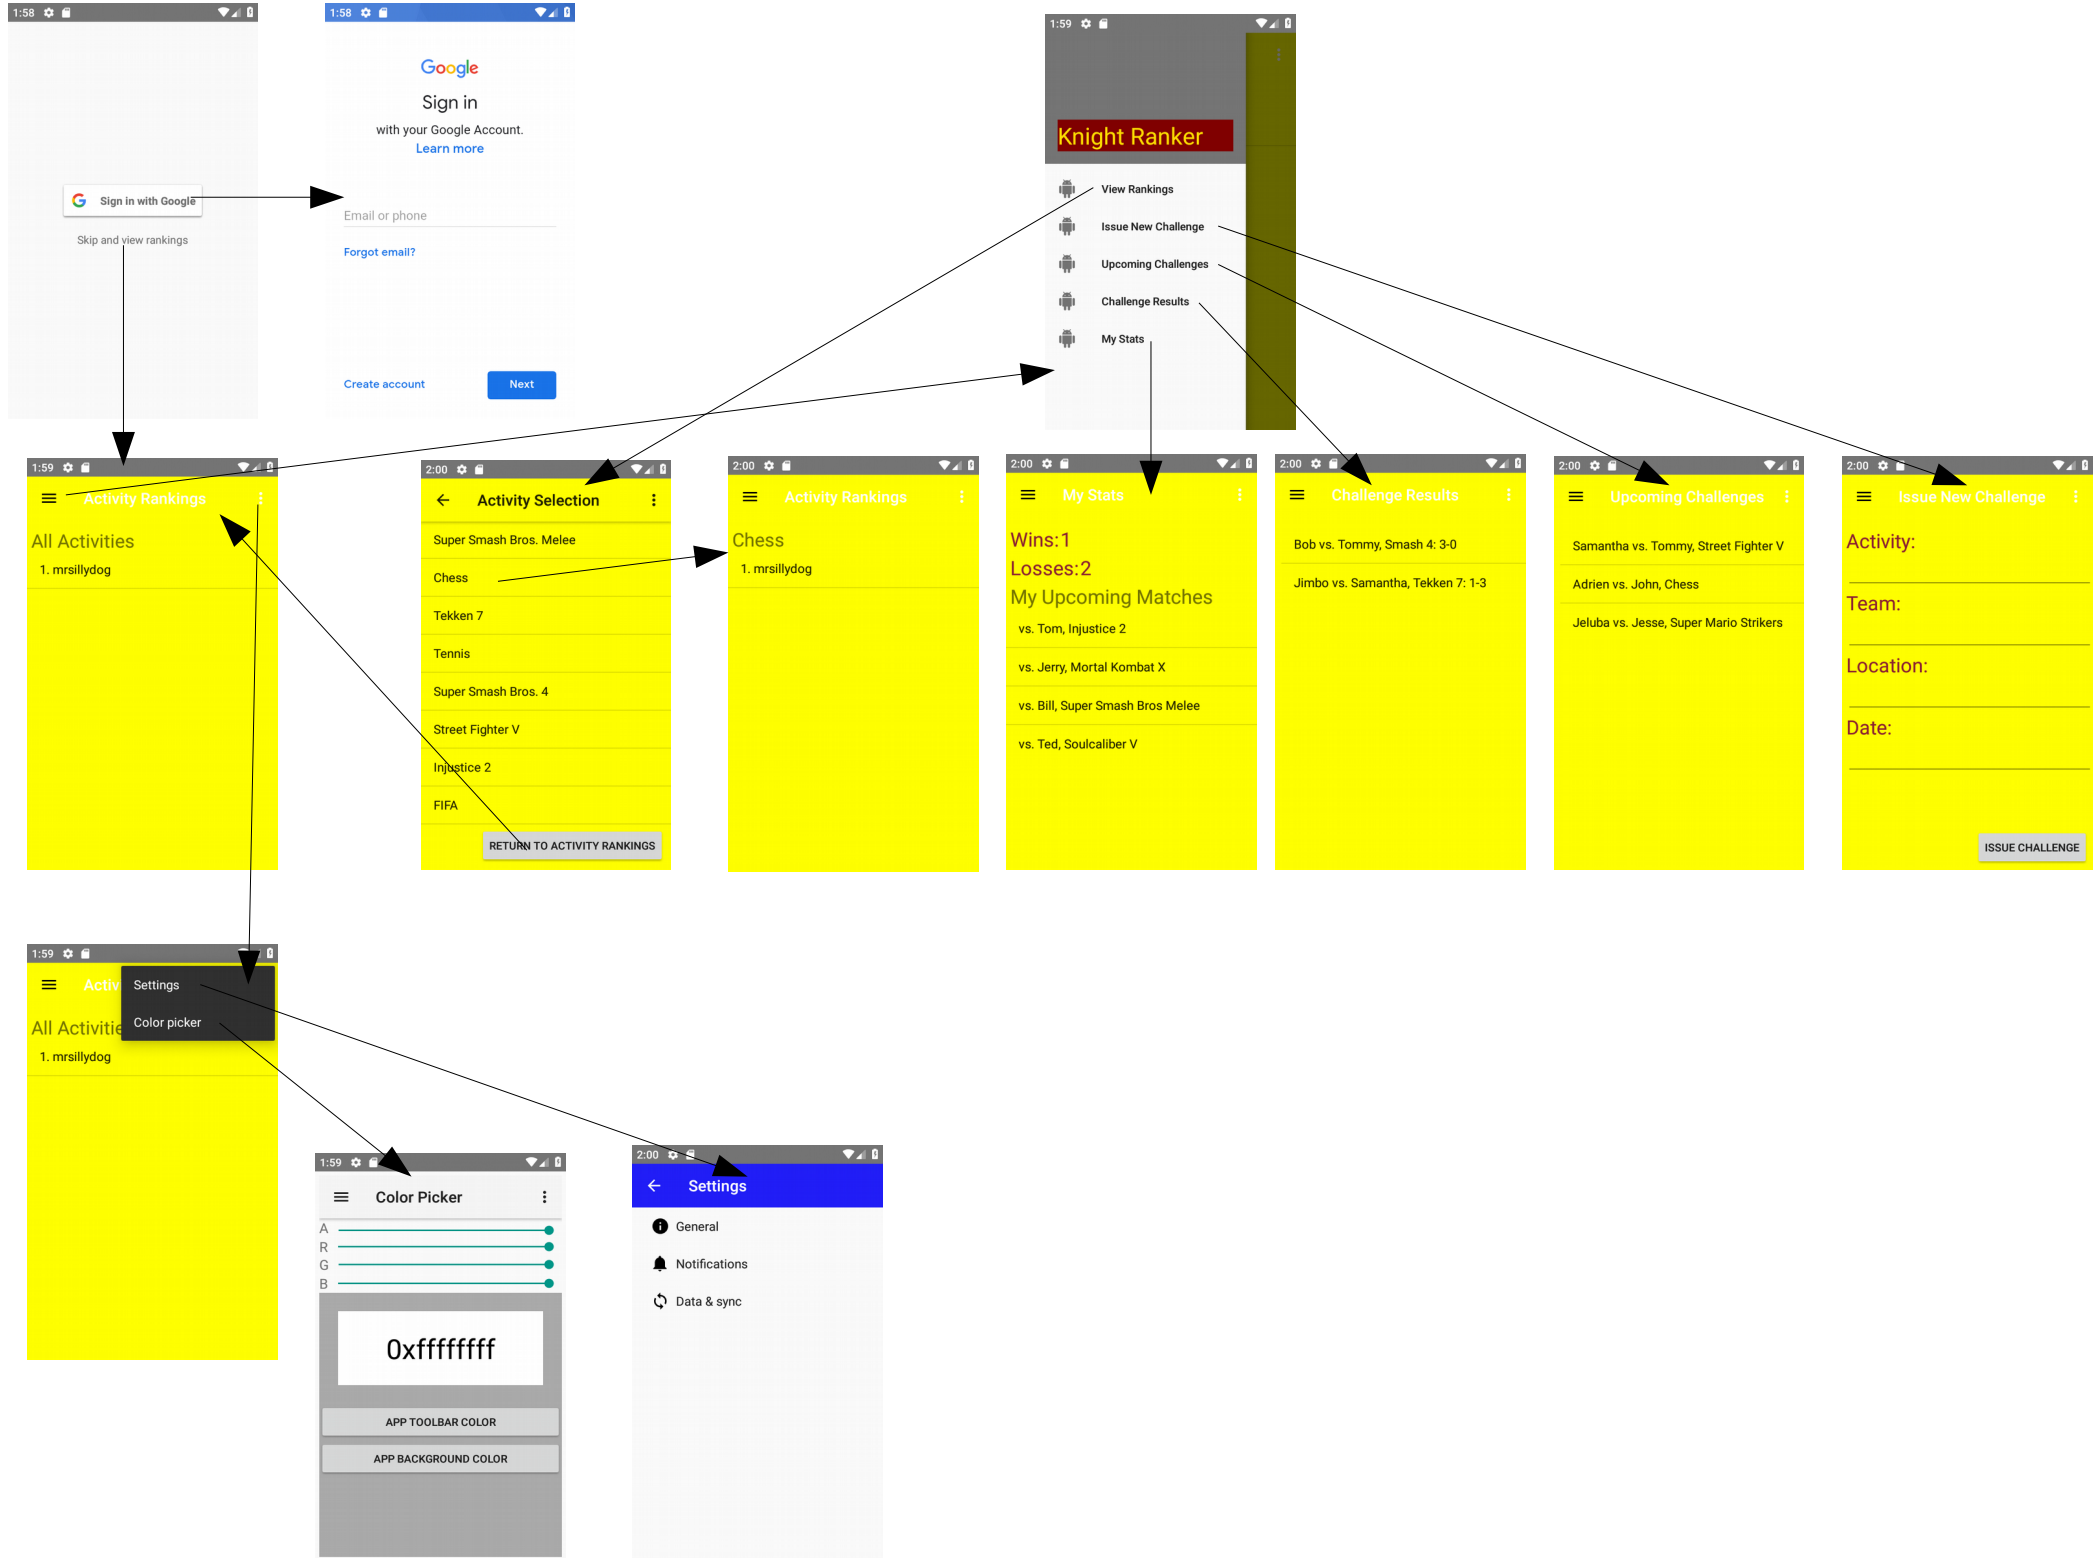 1:58
Sign in with Google
Skip and view rankings
1:58
Google
Sign in
with your Google Account.
Learn more
Email or phone
Forgot email?
Create account
Next
1:59
Knight Ranker
View Rankings
Issue New Challenge
Upcoming Challenges
Challenge Results
My Stats
1:59
Activity Rankings
All Activities
1. mrsillydog
2:00
Activity Selection
Super Smash Bros. Melee
Chess
Tekken 7
Tennis
Super Smash Bros. 4
Street Fighter V
Injustice 2
FIFA
RETURN TO ACTIVITY RANKINGS
2:00
Activity Rankings
Chess
1. mrsillydog
2:00
My Stats
Wins:1
Losses:2
My Upcoming Matches
vs. Tom, Injustice 2
vs. Jerry, Mortal Kombat X
vs. Bill, Super Smash Bros Melee
vs. Ted, Soulcaliber V
2:00
Challenge Results
Bob vs. Tommy, Smash 4: 3-0
Jimbo vs. Samantha, Tekken 7: 1-3
2:00
Upcoming Challenges
Samantha vs. Tommy, Street Fighter V
Adrien vs. John, Chess
Jeluba vs. Jesse, Super Mario Strikers
2:00
Issue New Challenge
Activity:
Team:
Location:
Date:
ISSUE CHALLENGE
1:59
Activ
Settings
Color picker
All Activitie
1. mrsillydog
1:59
Color Picker
A
R
G
B
0xffffffff
APP TOOLBAR COLOR
APP BACKGROUND COLOR
2:00
Settings
General
Notifications
Data & sync